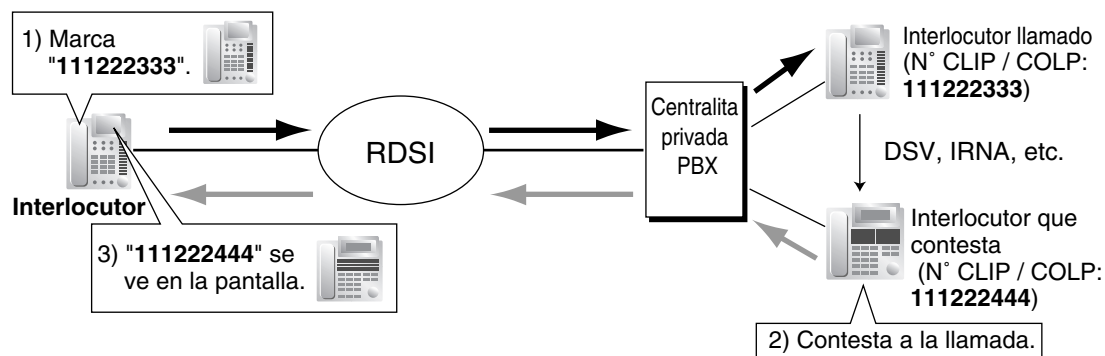 1) Marca
"111222333".
Interlocutor
3) "111222444" se
ve en la pantalla.
RDSI
Centralita
privada
PBX
Interlocutor llamado
(N° CLIP / COLP:
111222333)
DSV, IRNA, etc.
Interlocutor que
contesta
(N° CLIP / COLP:
111222444)
2) Contesta a la llamada.